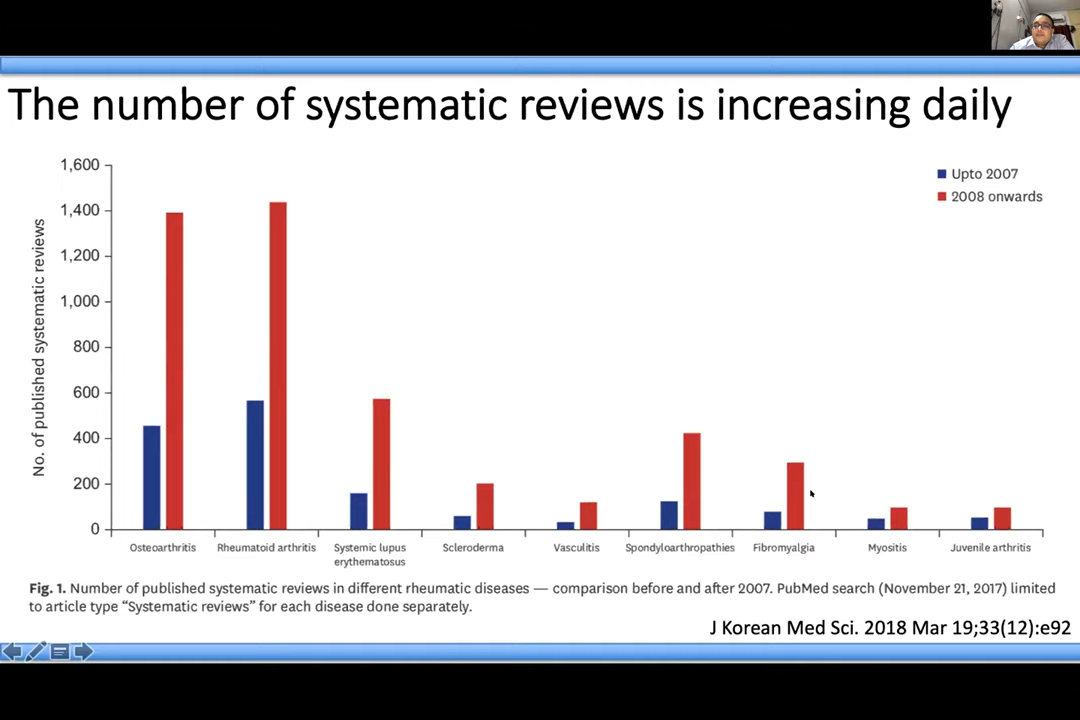 The number of systematic reviews is increasing daily
No. of published systematic reviews
1,600
1,400
1,200
1,000
800
600
400
200
0
Upto 2007
2008 onwards
Osteoarthritis
Rheumatoid arthritis
Systemic lupus
erythematosus
Scleroderma
Vasculitis
Spondyloarthropathies
Fibromyalgia
Myositis
Juvenile arthritis
Fig. 1. Number of published systematic reviews in different rheumatic diseases — comparison before and after 2007. PubMed search (November 21, 2017) limited
to article type “Systematic reviews” for each disease done separately.
J Korean Med Sci. 2018 Mar 19;33(12):e92